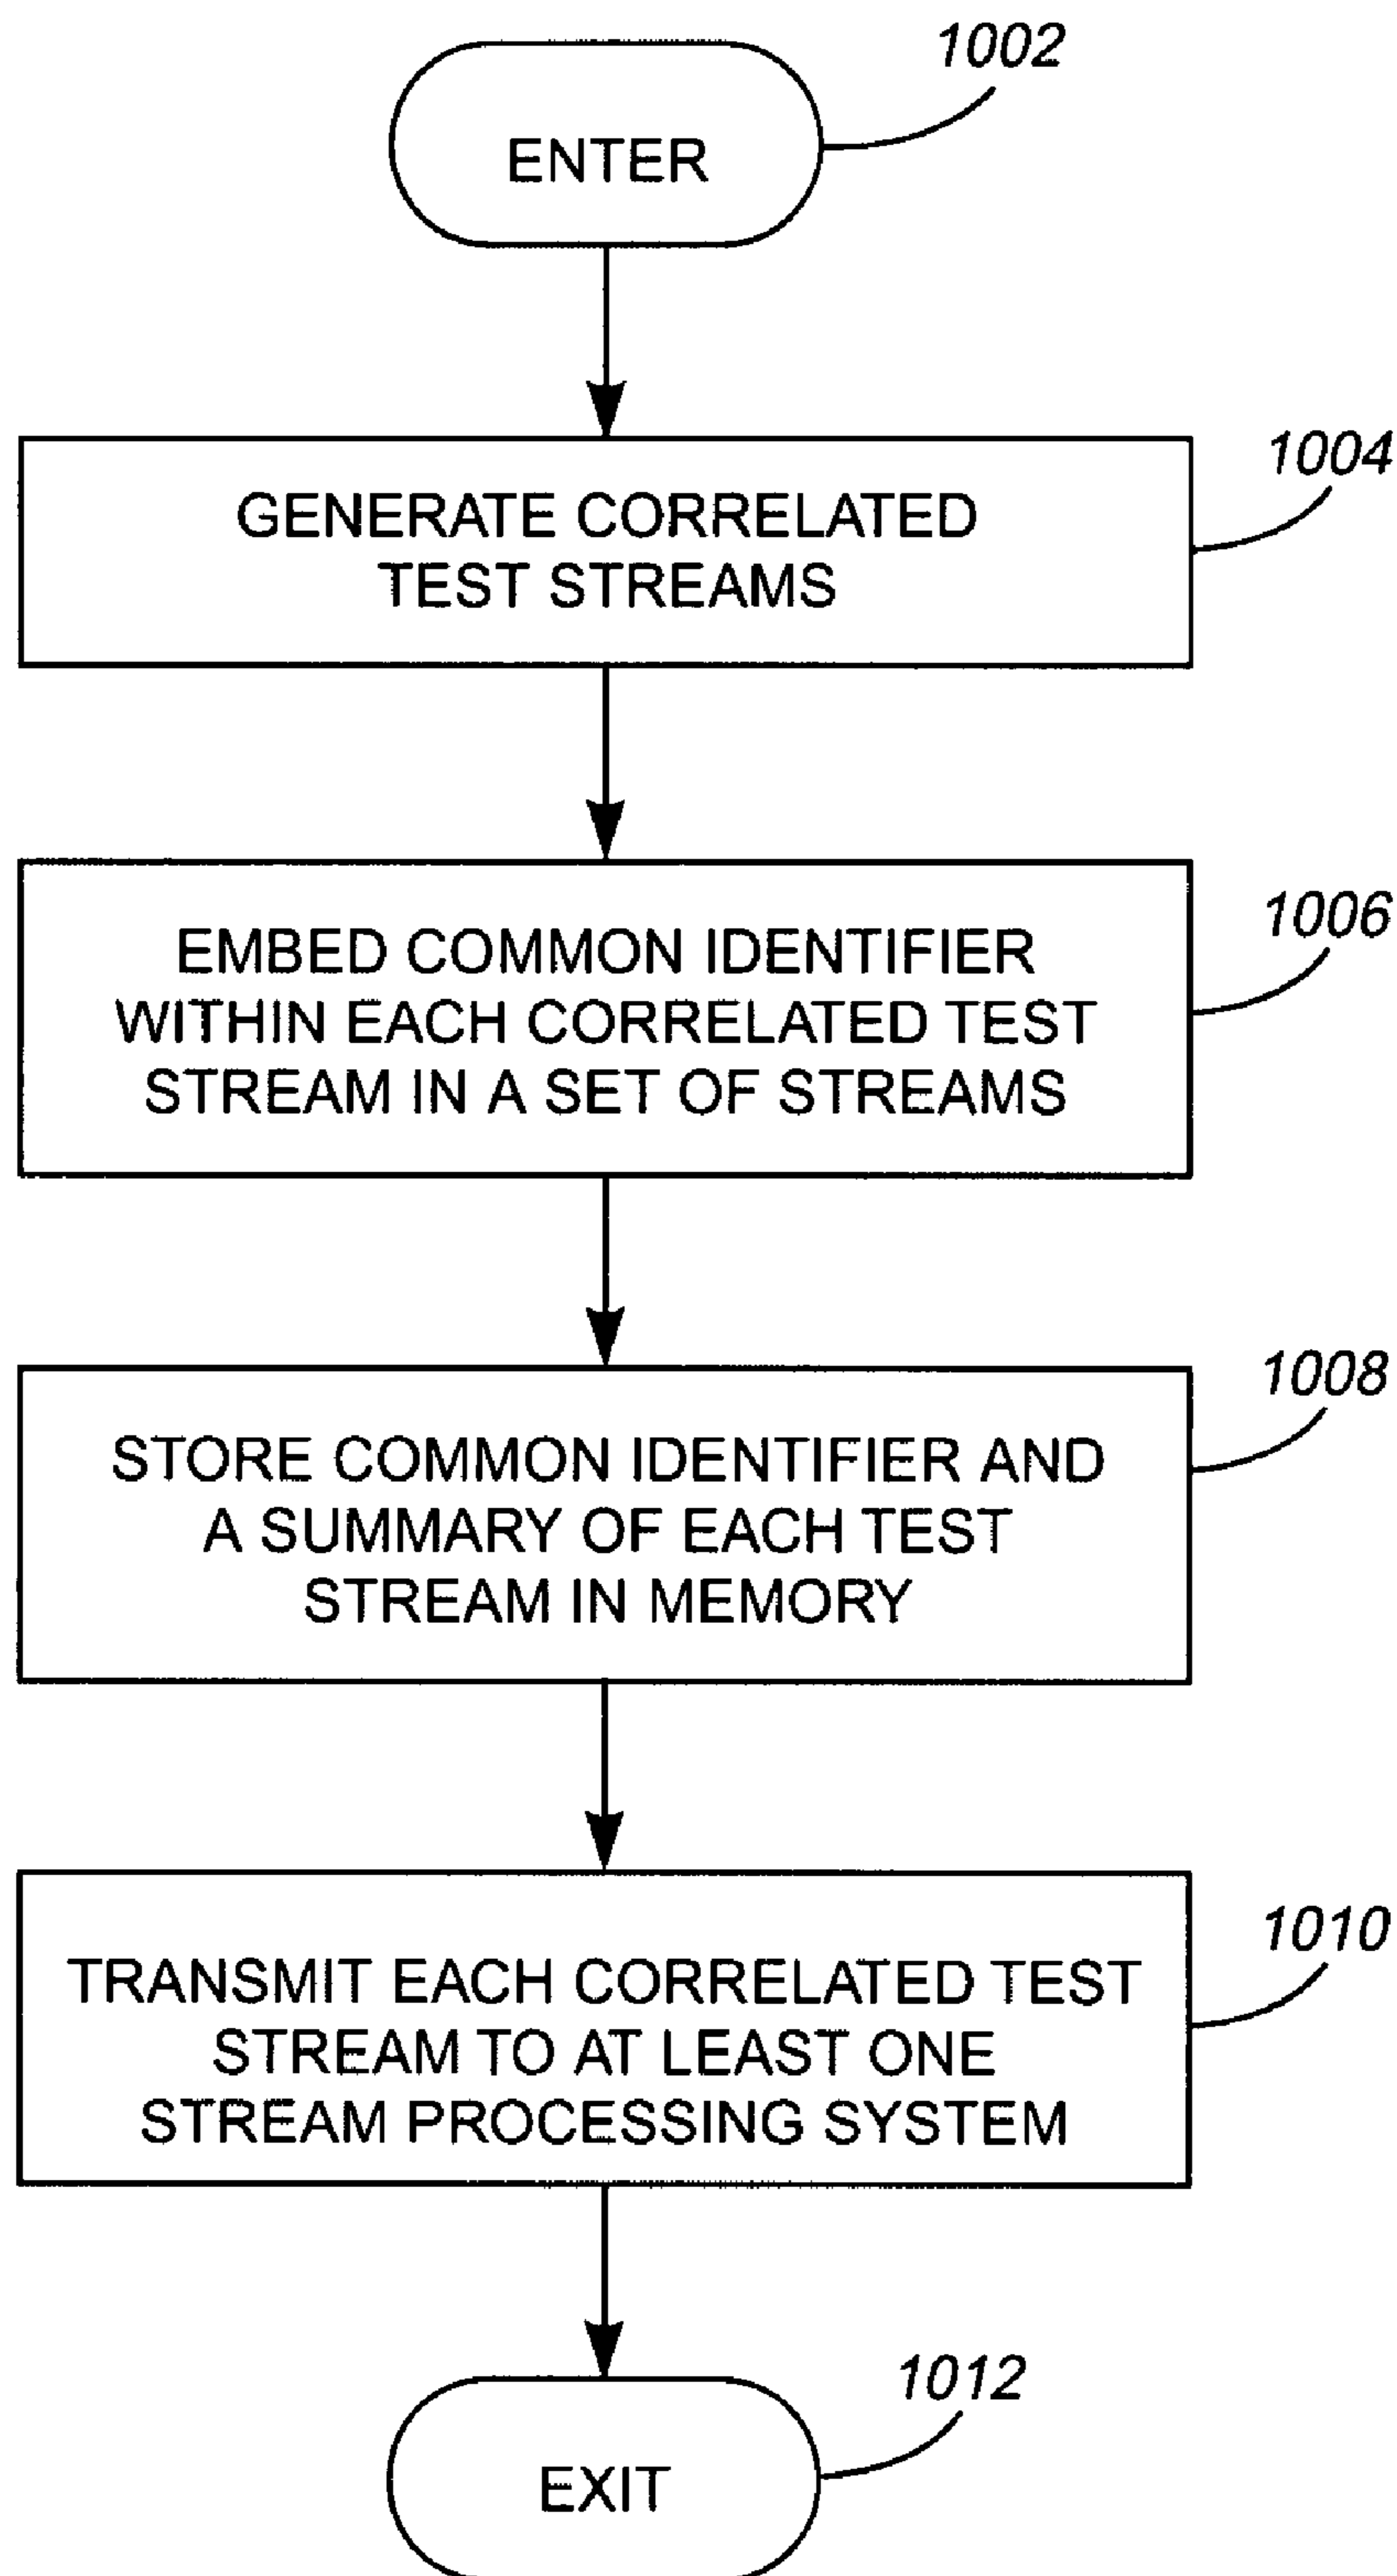 1002
ENTER
1004
GENERATE CORRELATED
TEST STREAMS
1006
EMBED COMMON IDENTIFIER
WITHIN EACH CORRELATED TEST
STREAM IN A SET OF STREAMS
1008
STORE COMMON IDENTIFIER AND
A SUMMARY OF EACH TEST
STREAM IN MEMORY
1010
TRANSMIT EACH CORRELATED TEST
STREAM TO AT LEAST ONE
STREAM PROCESSING SYSTEM
1012
EXIT